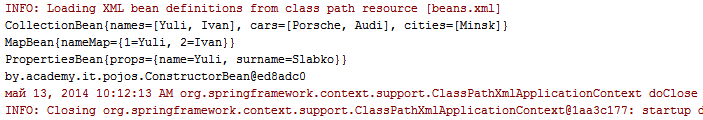 INFO: Loading XML bean definitions from class path resource [beans.xml]
CollectionBean{names=[Yuli, Ivan], cars=[Porsche, Audi], cities=[Minsk]}
MapBean{nameMap={1=Yuli, 2=Ivan}}
PropertiesBean{props={name=Yuli, surname=Slabko}}
by.academy.it.pojos.ConstructorBean@ed8adc0
май 13, 2014 10:12:13 AM org.springframework.context.support.ClassPathXmlApplicationContext doClose
INFO: Closing org.springframework.context.support.ClassPathXmlApplicationContext@1aa3c177: startup d